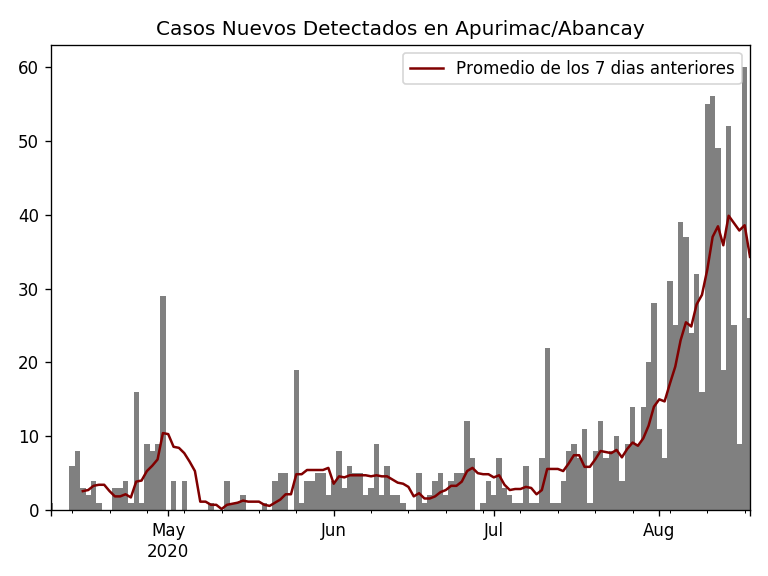 Casos Nuevos Detectados en Apurimac/Abancay
Promedio de los 7 dias anteriores
60
50
40
30
20
10
0
May
2020
Jun
Jul
Aug